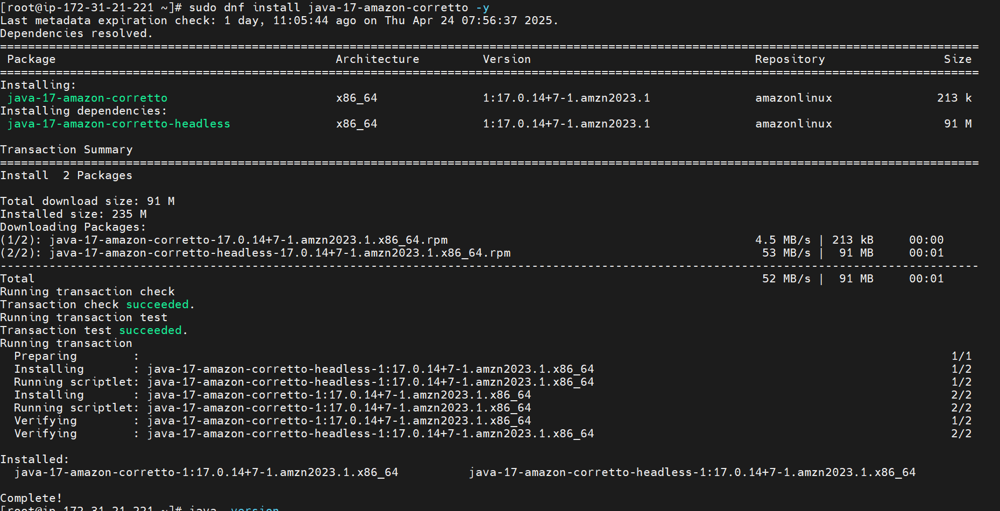 [root@ip-172-31-21-221 ~]# sudo dnf install java-17-amazon-corretto -y
Last metadata expiration check: 1 day, 11:05:44 ago on Thu Apr 24 07:56:37 2025.
Dependencies resolved.
================================================================================
Package Architecture Version Repository Size
================================================================================
Installing:
java-17-amazon-corretto x86_64 1:17.0.14+7-1.amzn2023.1 amazonlinux 213 k
Installing dependencies:
java-17-amazon-corretto-headless x86_64 1:17.0.14+7-1.amzn2023.1 amazonlinux 91 M
Transaction Summary
================================================================================
Install 2 Packages
Total download size: 91 M
Installed size: 235 M
Downloading Packages:
(1/2): java-17-amazon-corretto-17.0.14+7-1.amzn2023.1.x86_64.rpm 4.5 MB/s | 213 kB 00:00
(2/2): java-17-amazon-corretto-headless-17.0.14+7-1.amzn2023.1.x86_64.rpm 53 MB/s | 91 MB 00:01
--------------------------------------------------------------------------------
Total 52 MB/s | 91 MB 00:01
Running transaction check
Transaction check succeeded.
Running transaction test
Transaction test succeeded.
Running transaction
Preparing : 1/1
Installing : java-17-amazon-corretto-headless-1:17.0.14+7-1.amzn2023.1.x86_64 1/2
Running scriptlet: java-17-amazon-corretto-headless-1:17.0.14+7-1.amzn2023.1.x86_64 1/2
Installing : java-17-amazon-corretto-1:17.0.14+7-1.amzn2023.1.x86_64 2/2
Running scriptlet: java-17-amazon-corretto-1:17.0.14+7-1.amzn2023.1.x86_64 2/2
Verifying : java-17-amazon-corretto-1:17.0.14+7-1.amzn2023.1.x86_64 1/2
Verifying : java-17-amazon-corretto-headless-1:17.0.14+7-1.amzn2023.1.x86_64 2/2
Installed:
java-17-amazon-corretto-1:17.0.14+7-1.amzn2023.1.x86_64 java-17-amazon-corretto-headless-1:17.0.14+7-1.amzn2023.1.x86_64
Complete!
[root@ip-172-31-21-221 ~]# java -version